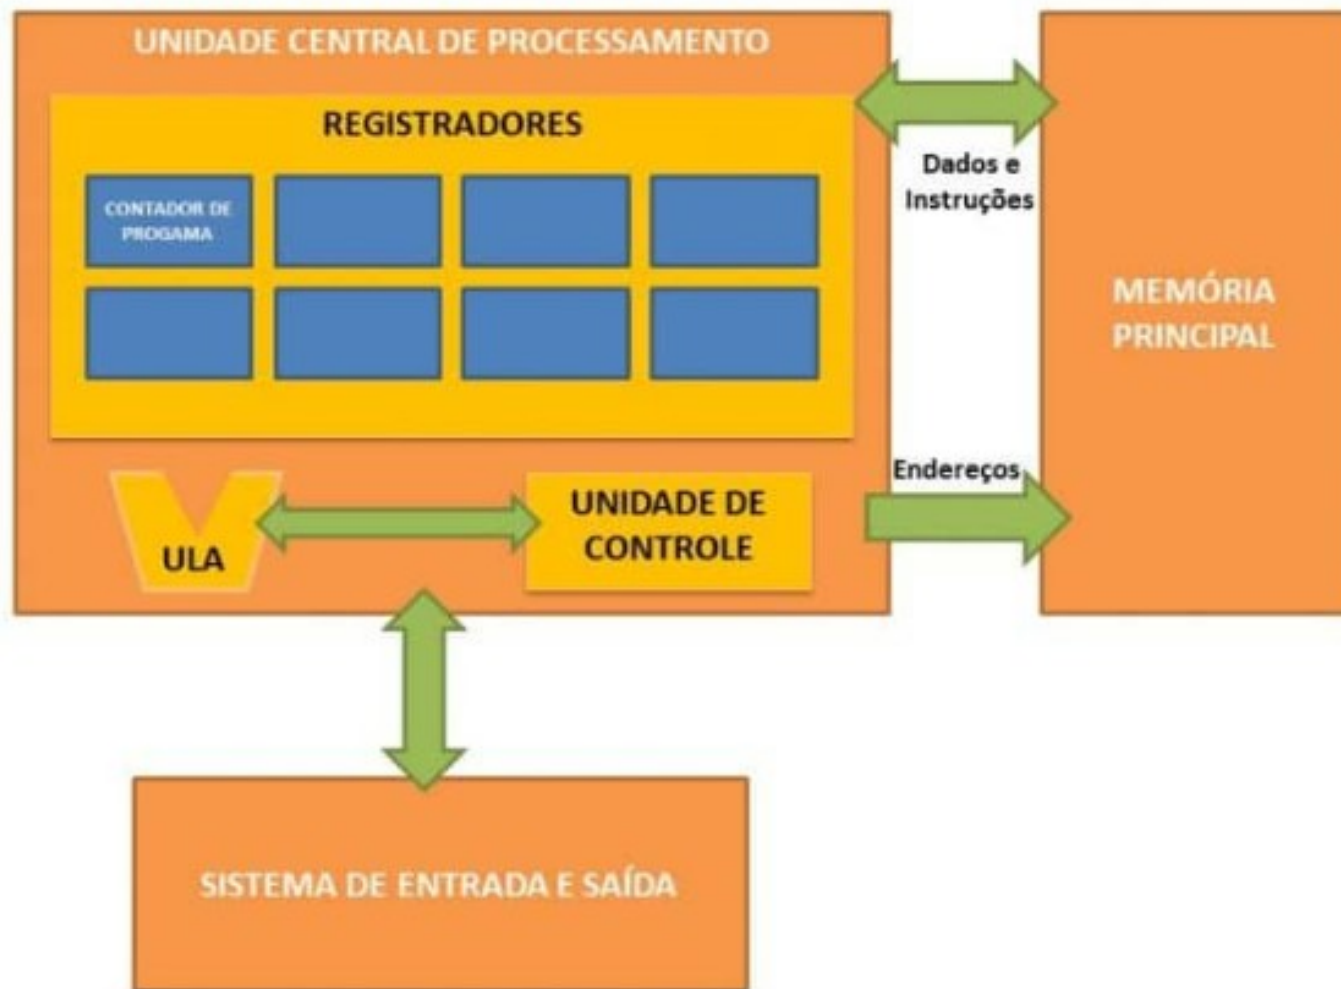 UNIDADE CENTRAL DE PROCESSAMENTO
REGISTRADORES
CONTADOR DE
PROGAMA
Dados e
Instruções
MEMÓRIA
PRINCIPAL
Endereços
ULA
UNIDADE DE
CONTROLE
SISTEMA DE ENTRADA E SAÍDA